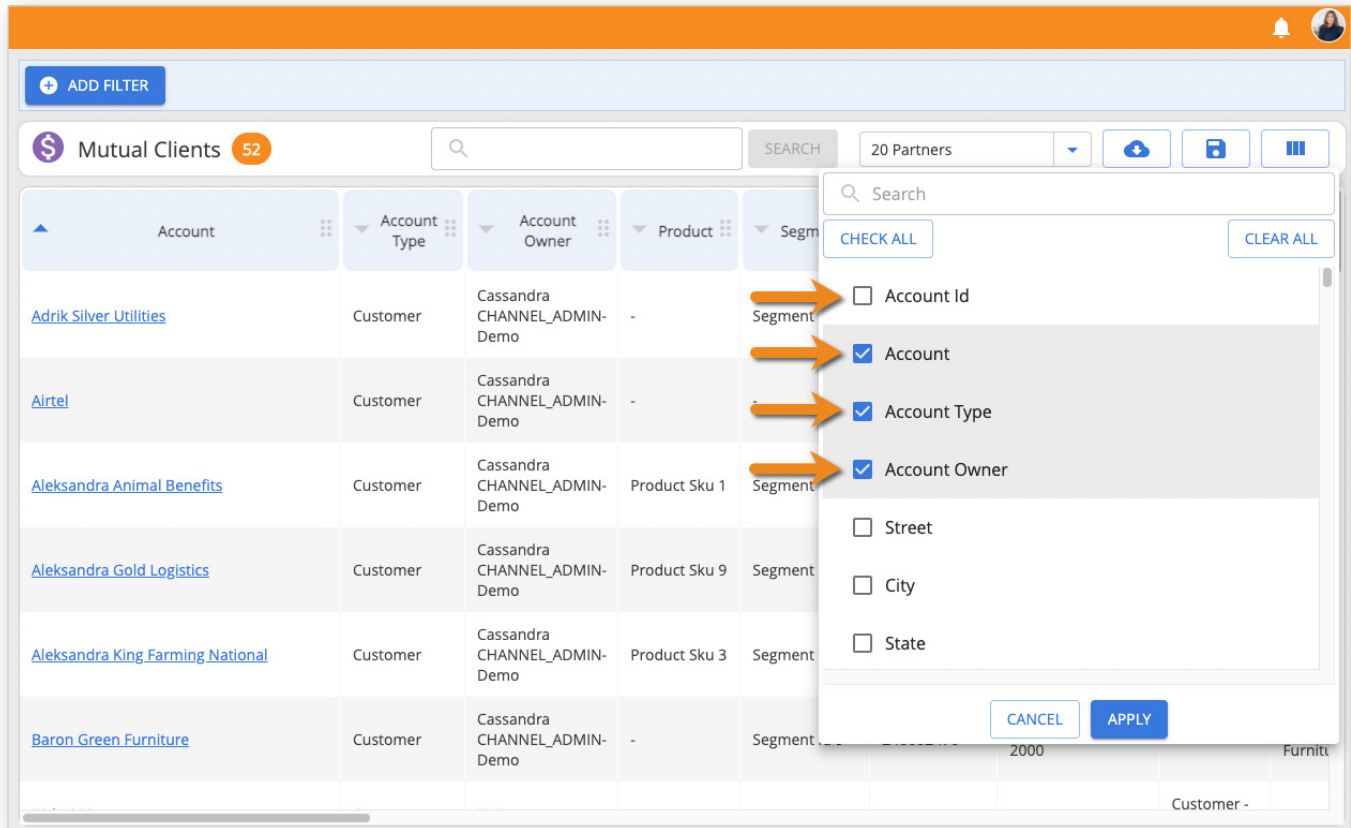 ADD FILTER
Mutual Clients 52
SEARCH
20 Partners
Search
CHECK ALL
CLEAR ALL
Account
Account
Type
Account
Owner
Product
Segm
Account Id
Account
Account Type
Account Owner
Street
City
State
CANCEL
APPLY
Adrik Silver Utilities
Customer
Cassandra
CHANNEL_ADMIN-
Demo
-
Segment
Airtel
Customer
Cassandra
CHANNEL_ADMIN-
Demo
-
-
Aleksandra Animal Benefits
Customer
Cassandra
CHANNEL_ADMIN-
Demo
Product Sku 1
Segment
Aleksandra Gold Logistics
Customer
Cassandra
CHANNEL_ADMIN-
Demo
Product Sku 9
Segment
Aleksandra King Farming National
Customer
Cassandra
CHANNEL_ADMIN-
Demo
Product Sku 3
Segment
Baron Green Furniture
Customer
Cassandra
CHANNEL_ADMIN-
Demo
-
Segment
2000
Furnitu
Customer -